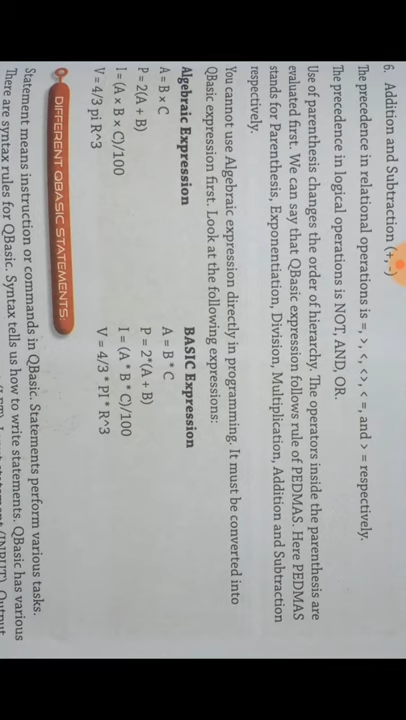 6. Addition and Subtraction (+,-)
The precedence in relational operations is =, >, <, <>, < =, and > = respectively.
The precedence in logical operations is NOT, AND, OR.
Use of parenthesis changes the order of hierarchy. The operators inside the parenthesis are
evaluated first. We can say that QBasic expression follows rule of PEDMAS. Here PEDMAS
stands for Parenthesis, Exponentiation, Division, Multiplication, Addition and Subtraction
respectively.
You cannot use Algebraic expression directly in programming. It must be converted into
QBasic expression first. Look at the following expressions:
Algebraic Expression BASIC Expression
A = B x C A = B * C
P = 2(A + B) P = 2*(A + B)
I = (A x B x C)/100 I = (A * B * C)/100
V = 4/3 pi R^3 V = 4/3 * PI * R^3
DIFFERENT QBASIC STATEMENTS:
Statement means instruction or commands in QBasic. Statements perform various tasks.
There are syntax rules for QBasic. Syntax tells us how to write statements. QBasic has various
(INPUT) Output